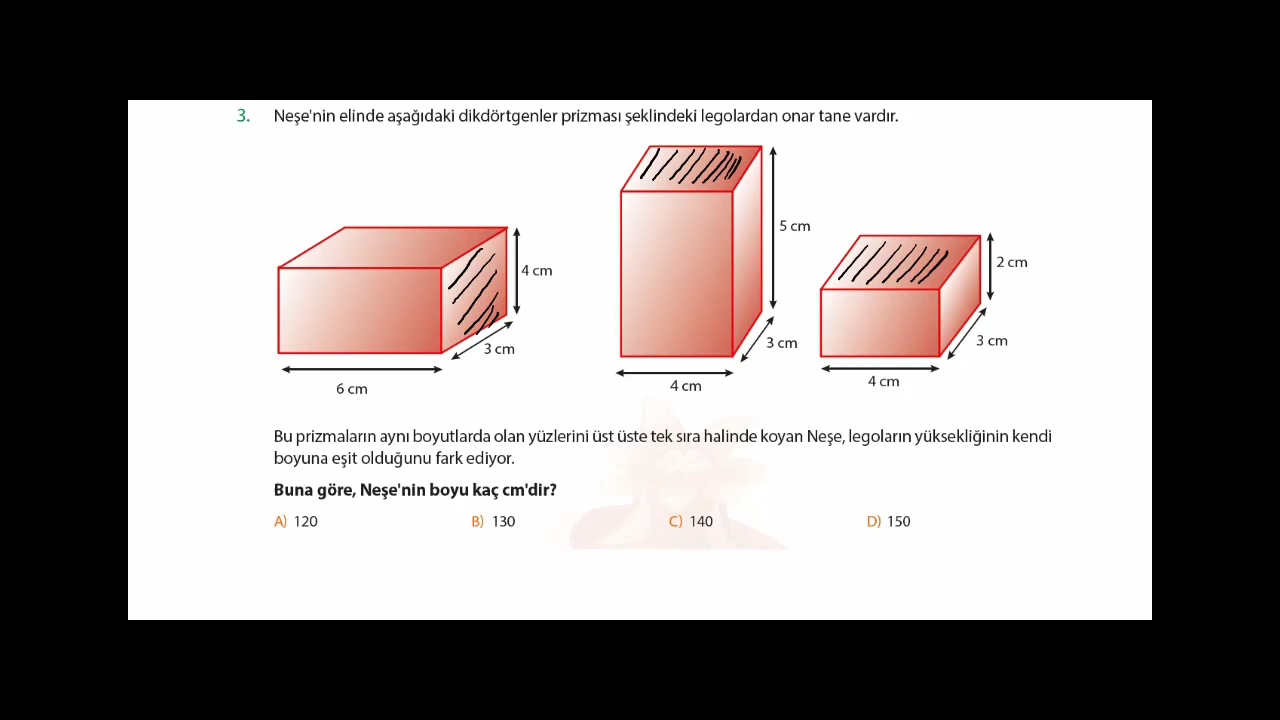 3. Neşe'nin elinde aşağıdaki dikdörtgenler prizması şeklindeki legolardan onar tane vardır.
5 cm
4 cm
2 cm
3 cm
3 cm
3 cm
6 cm
4 cm
4 cm
Bu prizmaların aynı boyutlarda olan yüzlerini üst üste tek sıra halinde koyan Neşe, legoların yüksekliğinin kendi
boyuna eşit olduğunu fark ediyor.
Buna göre, Neşe'nin boyu kaç cm'dir?
A) 120 B) 130 C) 140 D) 150